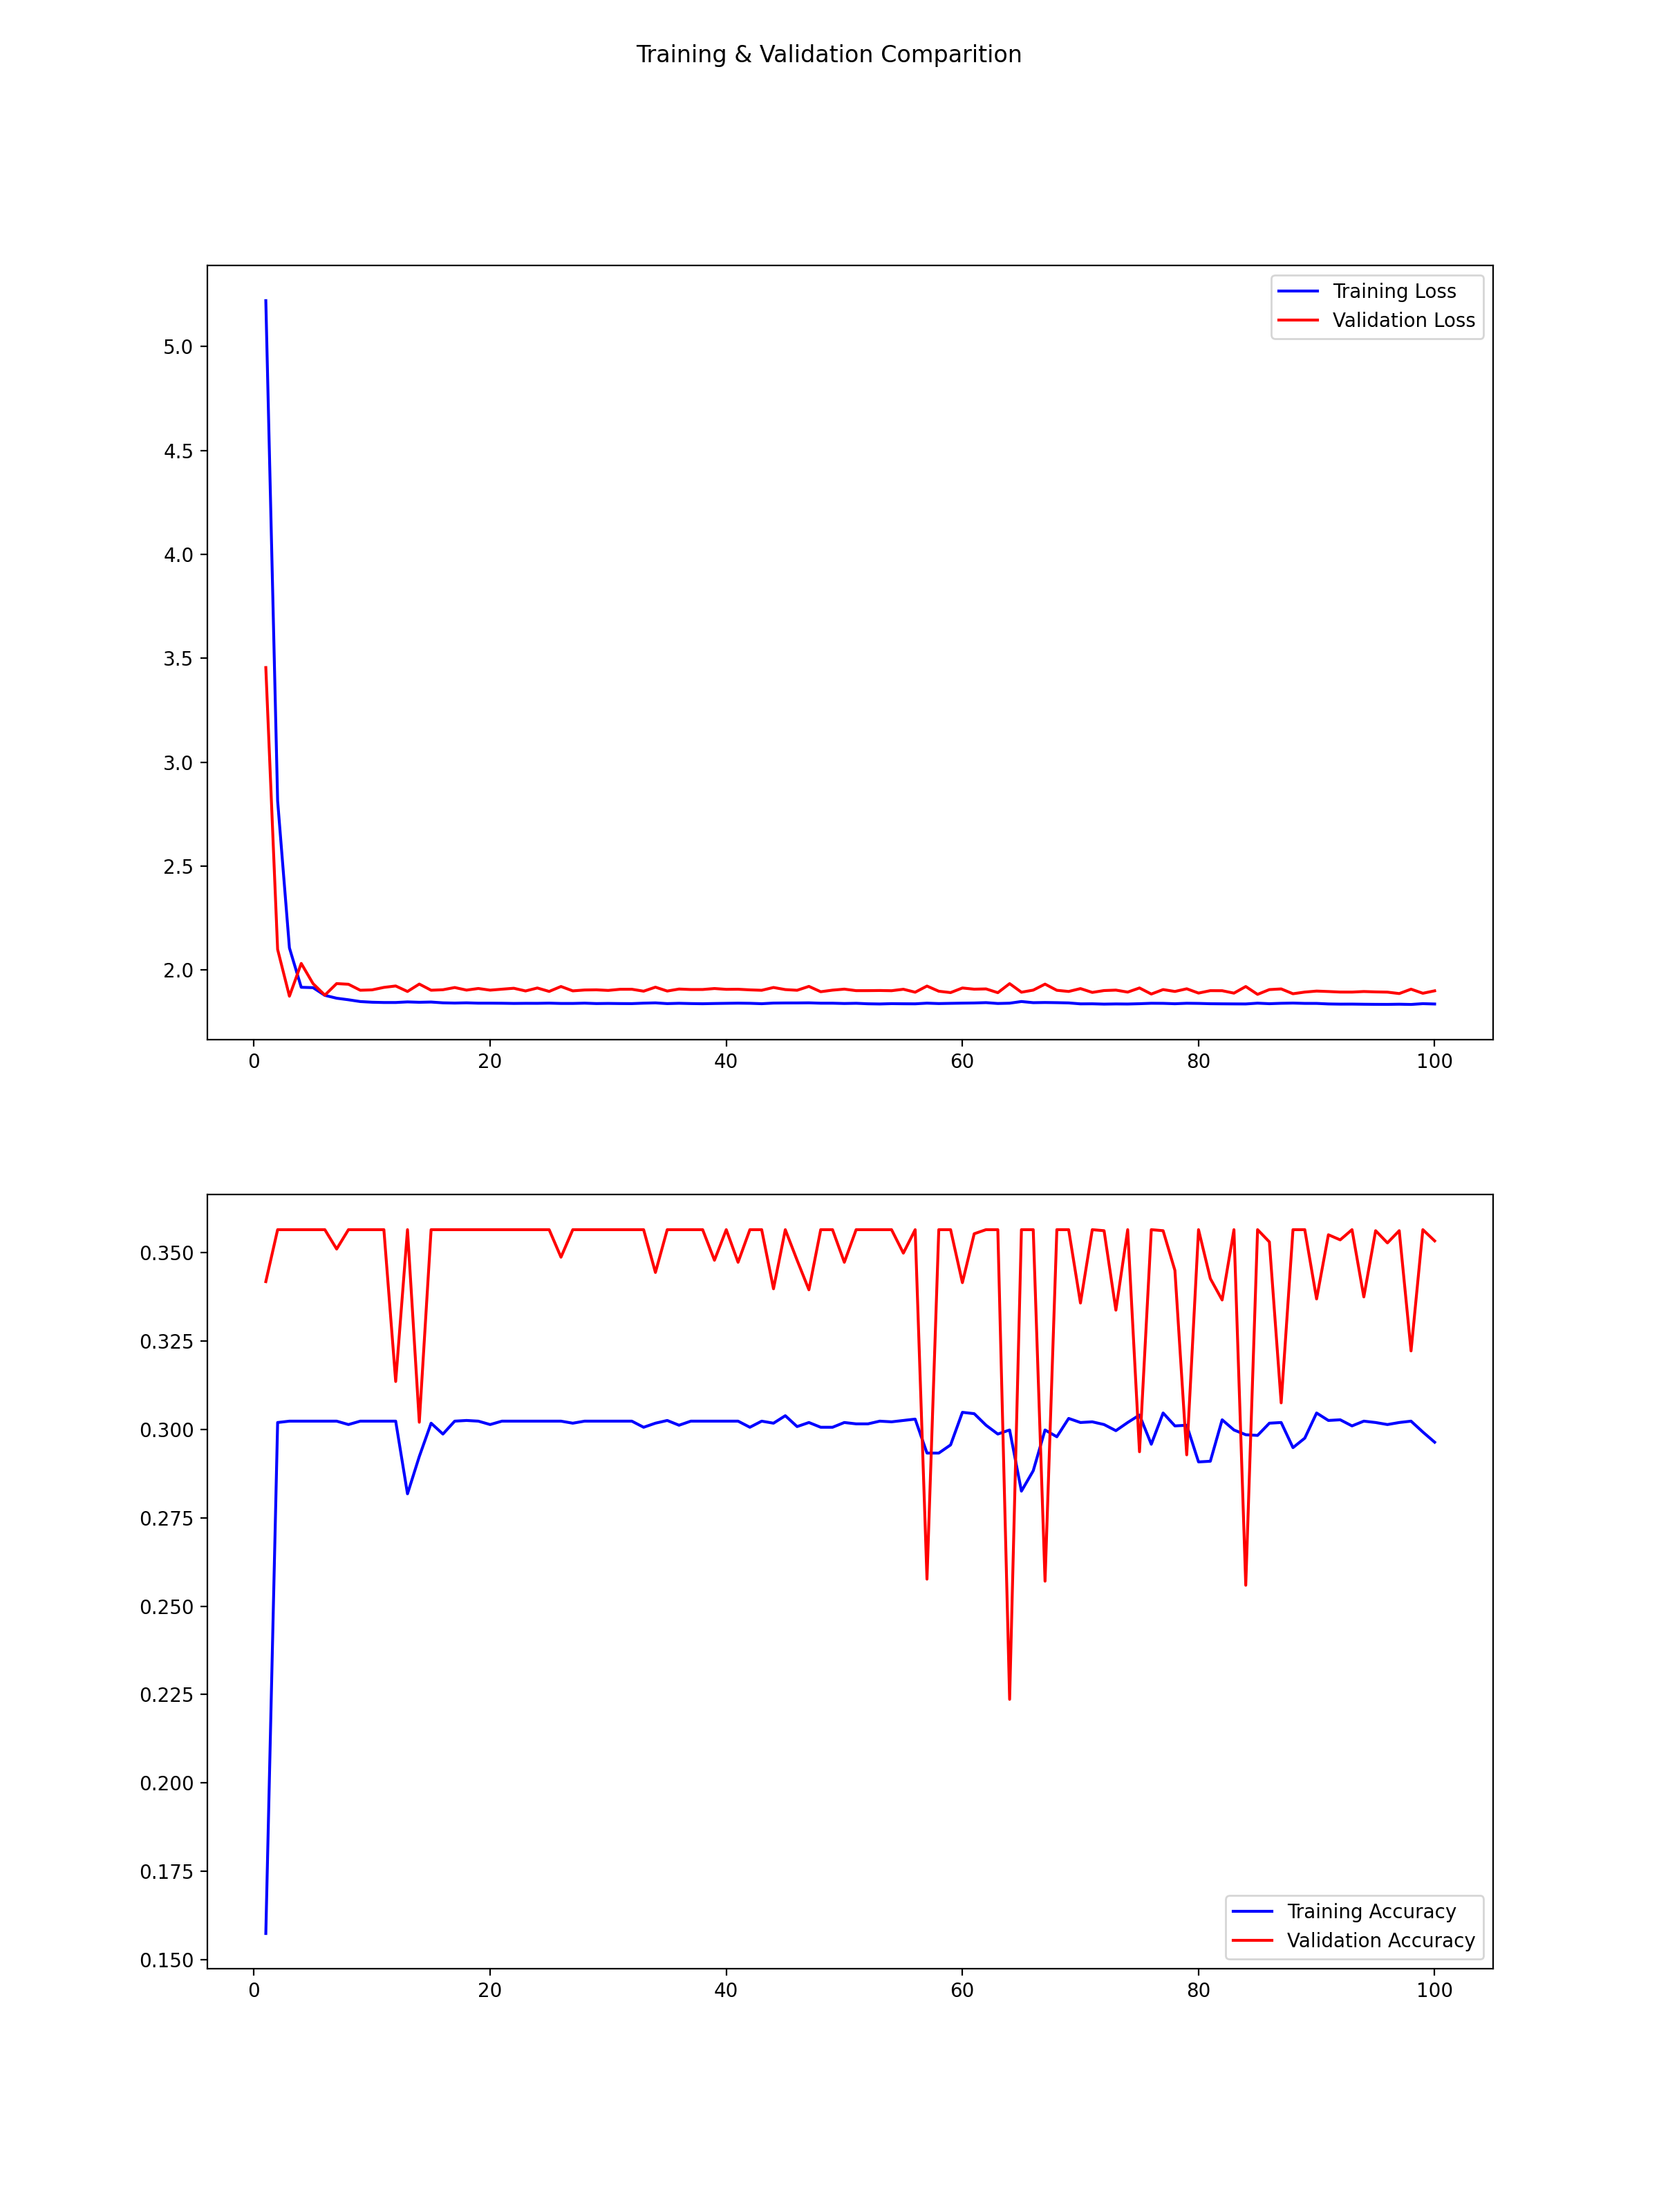 Training & Validation Comparition
Training Loss
Validation Loss
5.0
4.5
4.0
3.5
3.0
2.5
2.0
0 20 40 60 80 100
0.350
0.325
0.300
0.275
0.250
0.225
0.200
0.175
0.150
Training Accuracy
Validation Accuracy
0 20 40 60 80 100